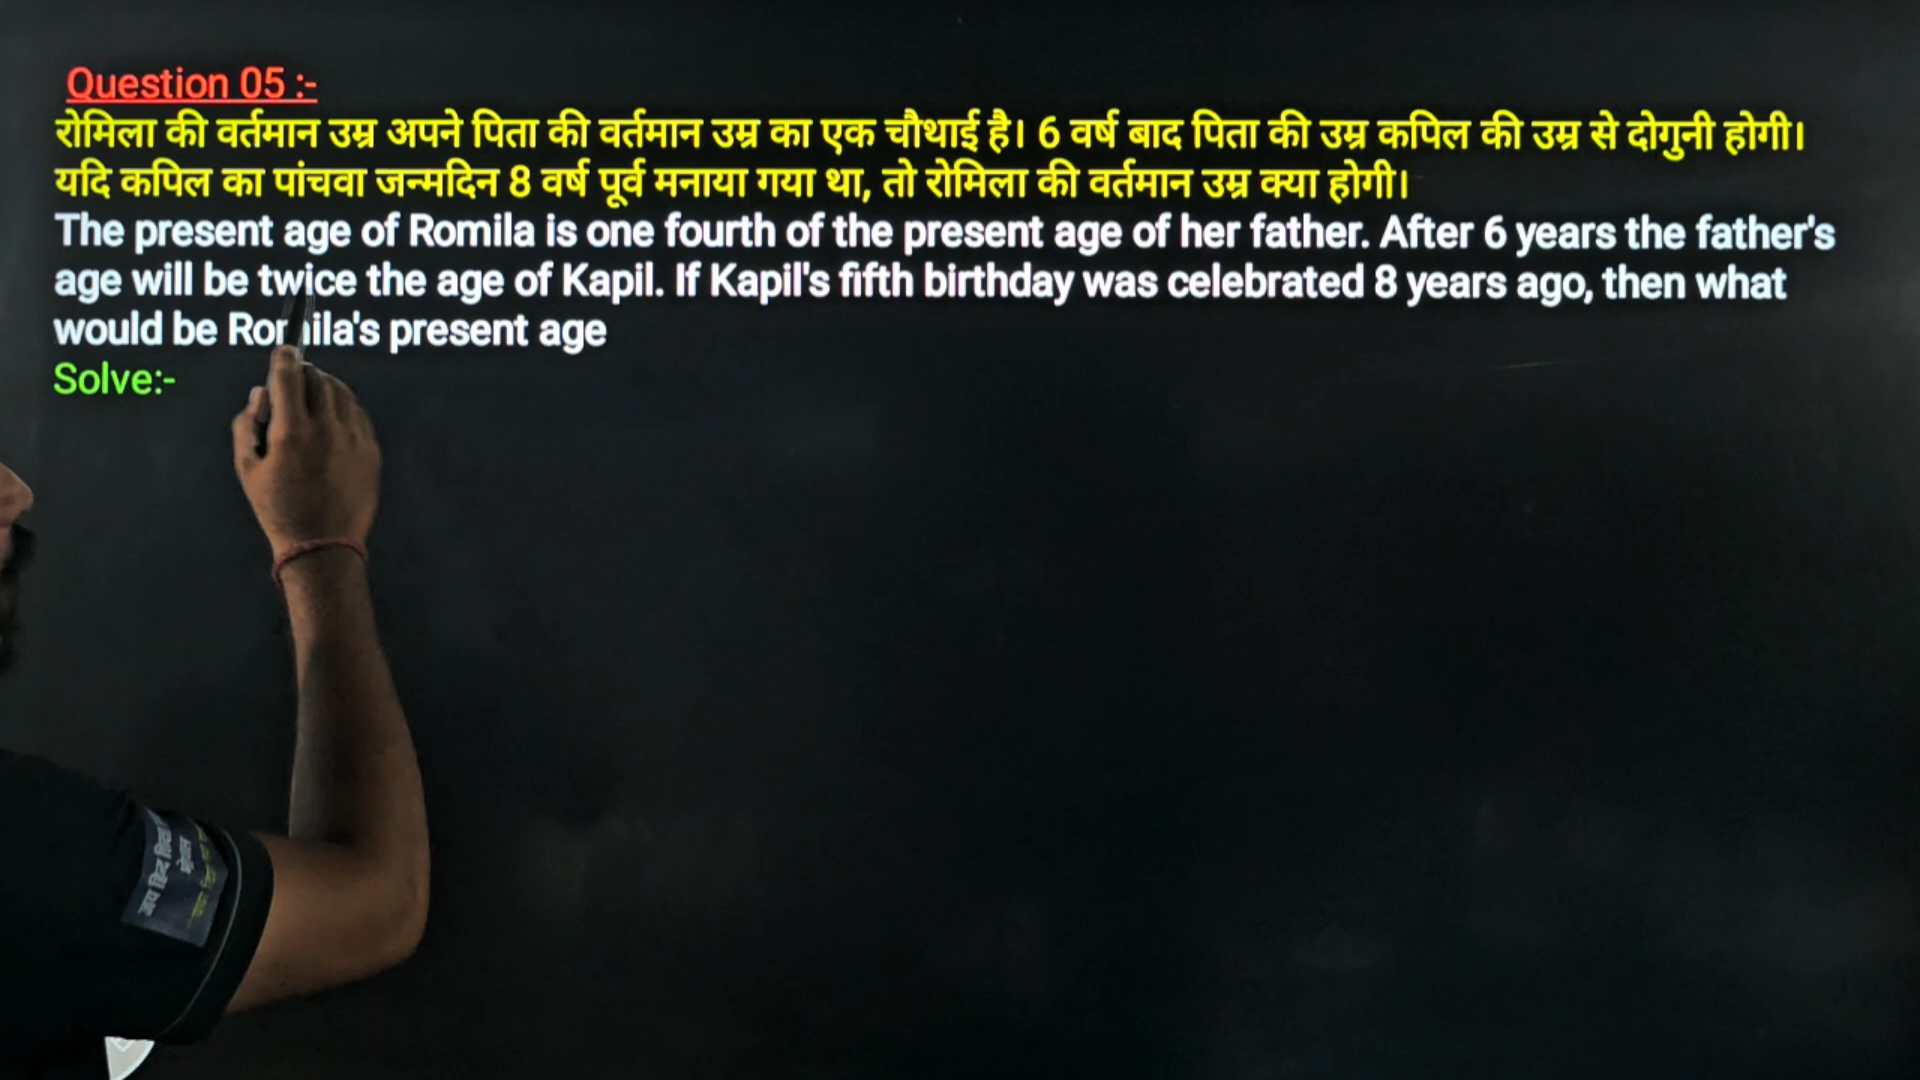 Question 05 :-
रोमिला की वर्तमान उम्र अपने पिता की वर्तमान उम्र का एक चौथाई है। 6 वर्ष बाद पिता की उम्र कपिल की उम्र से दोगुनी होगी।
यदि कपिल का पांचवा जन्मदिन 8 वर्ष पूर्व मनाया गया था, तो रोमिला की वर्तमान उम्र क्या होगी।
The present age of Romila is one fourth of the present age of her father. After 6 years the father's
age will be twice the age of Kapil. If Kapil's fifth birthday was celebrated 8 years ago, then what
would be Romila's present age
Solve:-
जय हिन्द